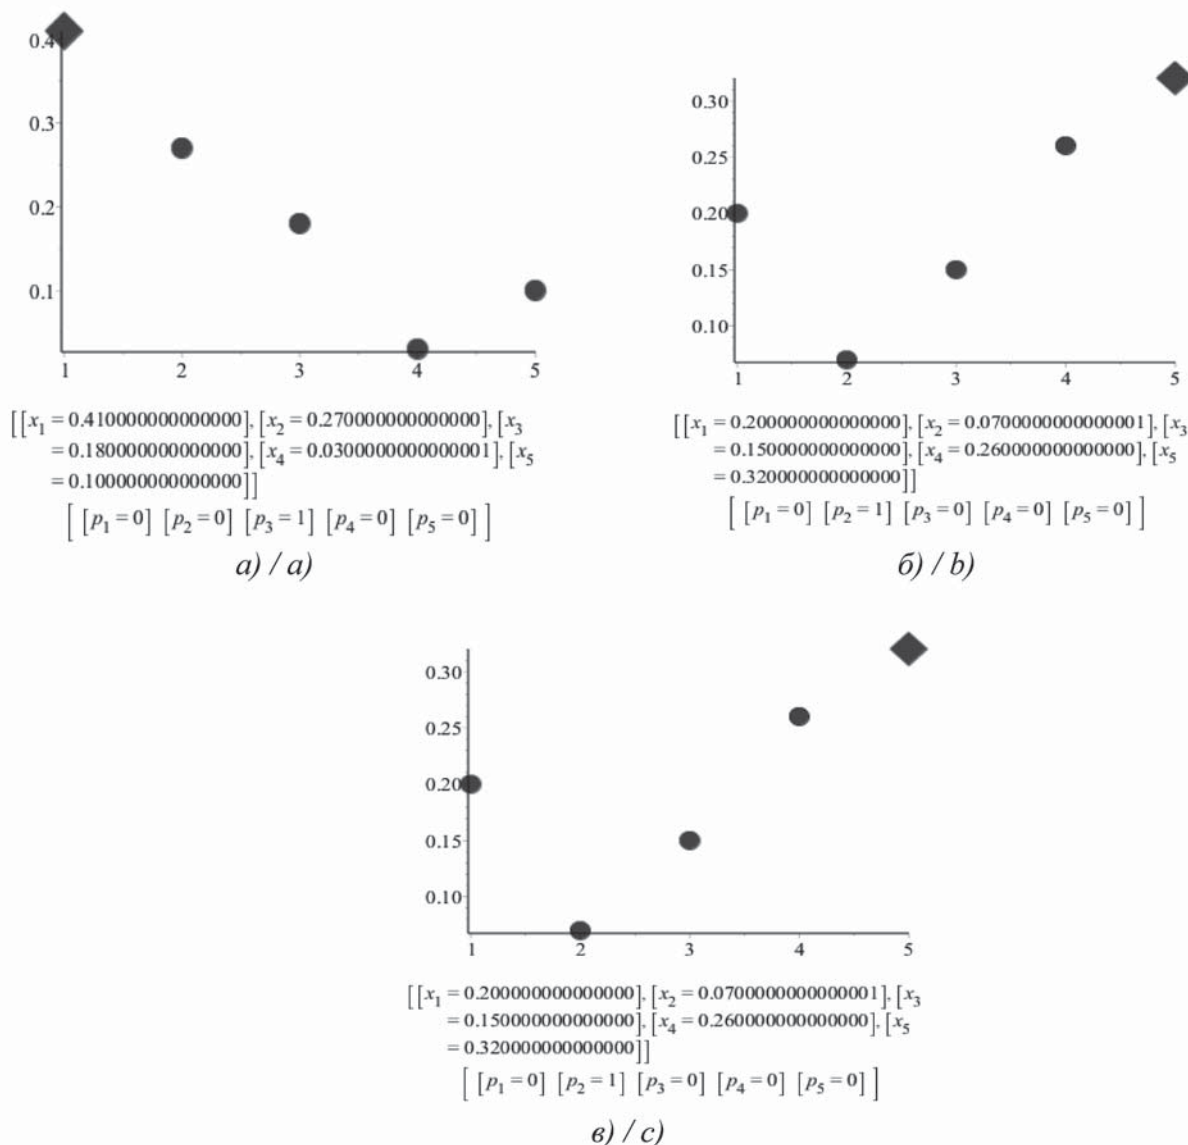 0.4
0.3
0.2
0.1
1 2 3 4 5
[[x1 = 0.410000000000000], [x2 = 0.270000000000000], [x3
= 0.180000000000000], [x4 = 0.0300000000000001], [x5
= 0.100000000000000]]
[ [p1 = 0] [p2 = 0] [p3 = 1] [p4 = 0] [p5 = 0] ]
а) / a)
0.30
0.25
0.20
0.15
0.10
1 2 3 4 5
[[x1 = 0.200000000000000], [x2 = 0.0700000000000001], [x3
= 0.150000000000000], [x4 = 0.260000000000000], [x5
= 0.320000000000000]]
[ [p1 = 0] [p2 = 1] [p3 = 0] [p4 = 0] [p5 = 0] ]
б) / b)
0.30
0.25
0.20
0.15
0.10
1 2 3 4 5
[[x1 = 0.200000000000000], [x2 = 0.0700000000000001], [x3
= 0.150000000000000], [x4 = 0.260000000000000], [x5
= 0.320000000000000]]
[ [p1 = 0] [p2 = 1] [p3 = 0] [p4 = 0] [p5 = 0] ]
в) / c)